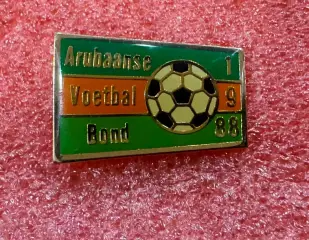 Arubaanse 1
Voetbal 9
Bond 88